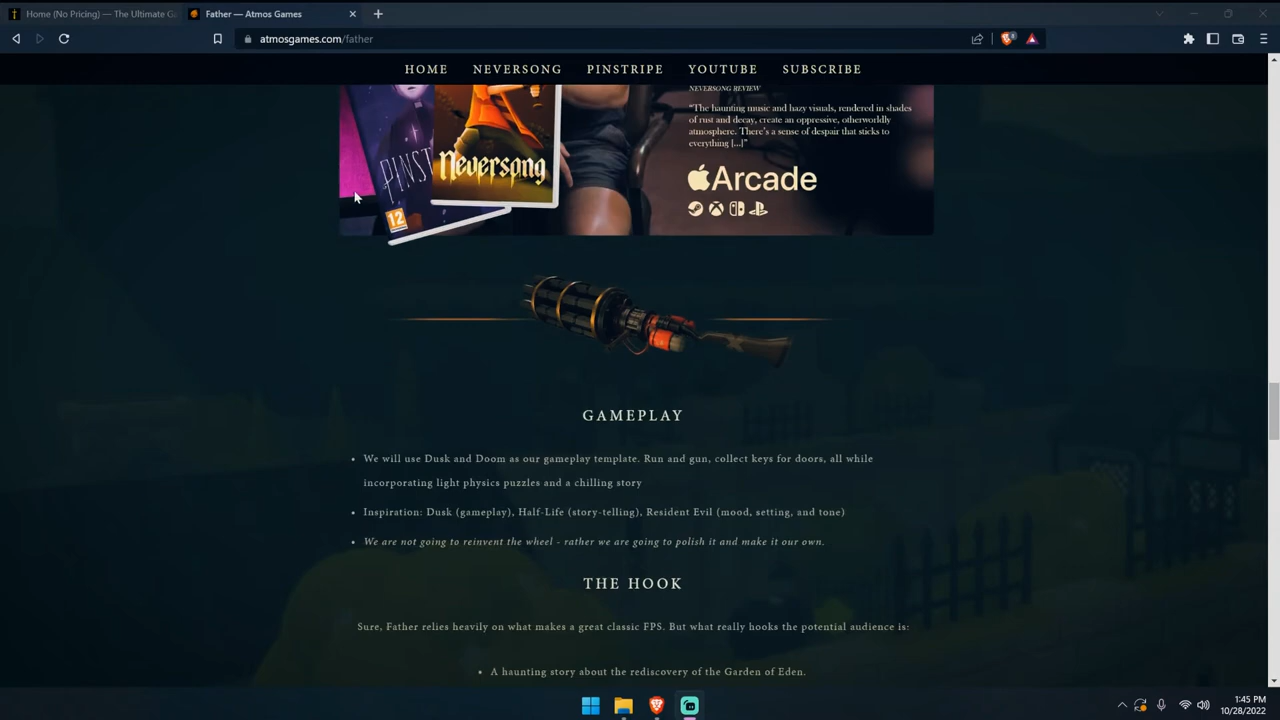 Home (No Pricing) — The Ultimate Ga
Father — Atmos Games
atmosgames.com/father
8
HOME NEVERSONG PINSTRIPE YOUTUBE SUBSCRIBE
NEVERSONG REVIEW
“The haunting music and hazy visuals, rendered in shades
of rust and decay, create an oppressive, otherworldly
atmosphere. There’s a sense of despair that sticks to
everything [...]”
PINST
Neversong
Arcade
12
GAMEPLAY
• We will use Dusk and Doom as our gameplay template. Run and gun, collect keys for doors, all while
incorporating light physics puzzles and a chilling story
• Inspiration: Dusk (gameplay), Half-Life (story-telling), Resident Evil (mood, setting, and tone)
• We are not going to reinvent the wheel - rather we are going to polish it and make it our own.
THE HOOK
Sure, Father relies heavily on what makes a great classic FPS. But what really hooks the potential audience is:
• A haunting story about the rediscovery of the Garden of Eden.
1:45 PM
10/28/2022